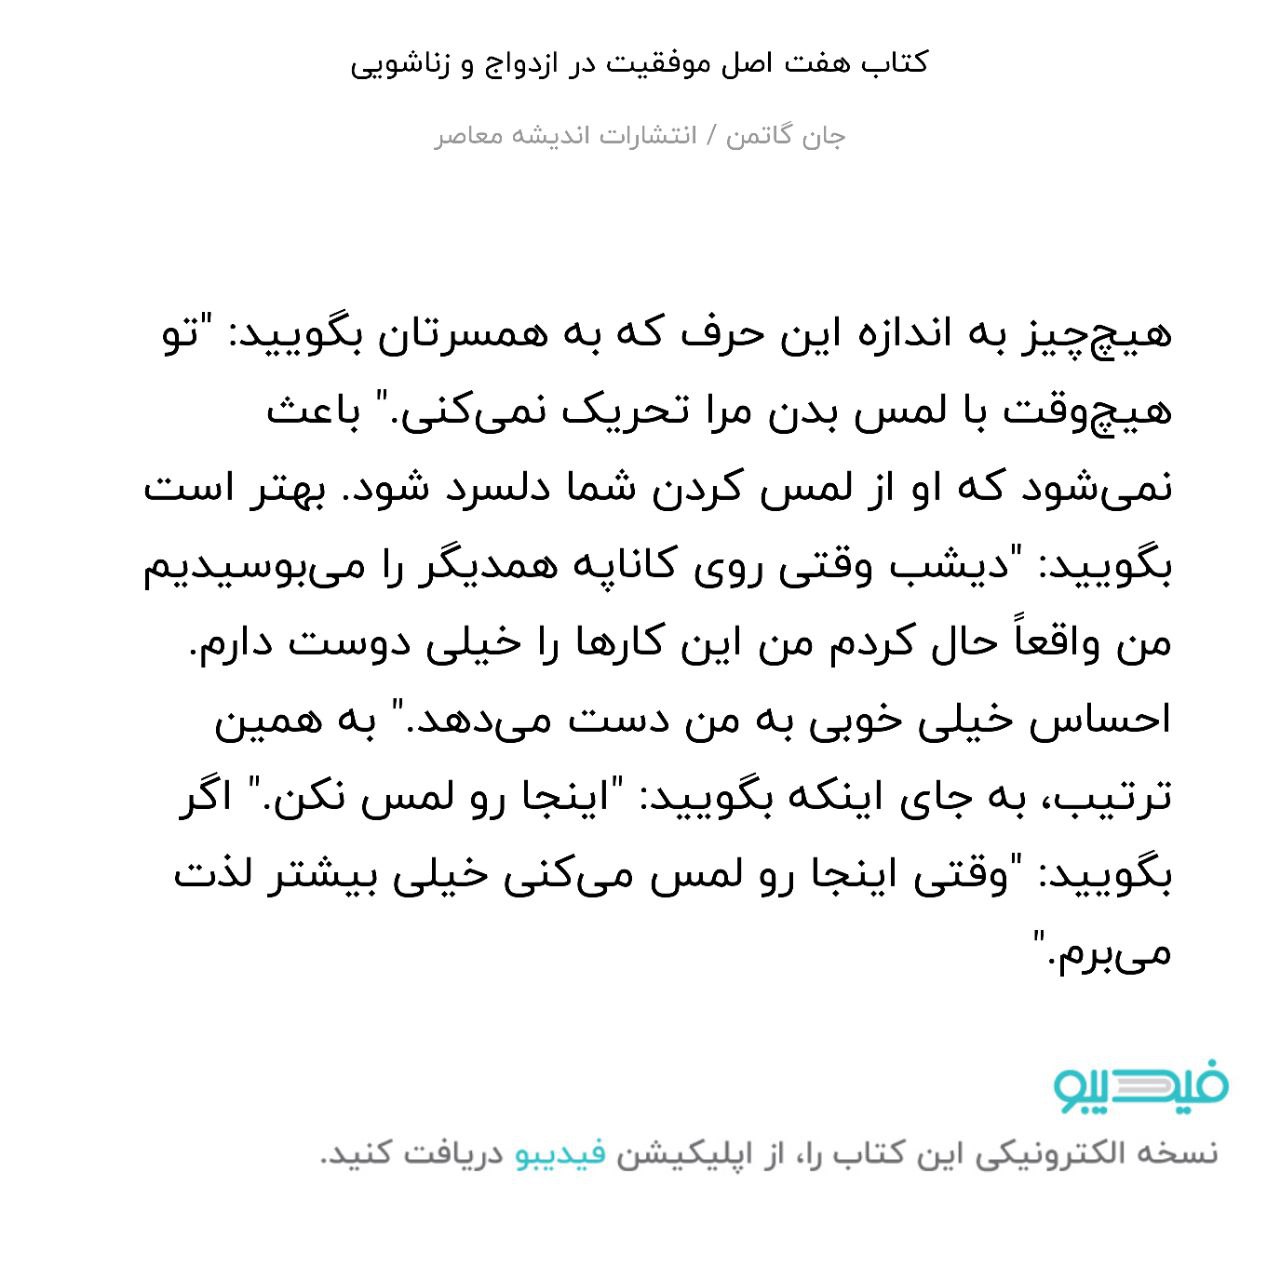 کتاب هفت اصل موفقیت در ازدواج و زناشویی
جان گاتمن / انتشارات اندیشه معاصر
هیچ‌چیز به اندازه این حرف که به همسرتان بگویید: "تو
هیچ‌وقت با لمس بدن مرا تحریک نمی‌کنی." باعث
نمی‌شود که او از لمس کردن شما دلسرد شود. بهتر است
بگویید: "دیشب وقتی روی کاناپه همدیگر را می‌بوسیدیم
من واقعاً حال کردم من این کارها را خیلی دوست دارم.
احساس خیلی خوبی به من دست می‌دهد." به همین
ترتیب، به جای اینکه بگویید: "اینجا رو لمس نکن." اگر
بگویید: "وقتی اینجا رو لمس می‌کنی خیلی بیشتر لذت
می‌برم."
فیدیبو
نسخه الکترونیکی این کتاب را، از اپلیکیشن فیدیبو دریافت کنید.